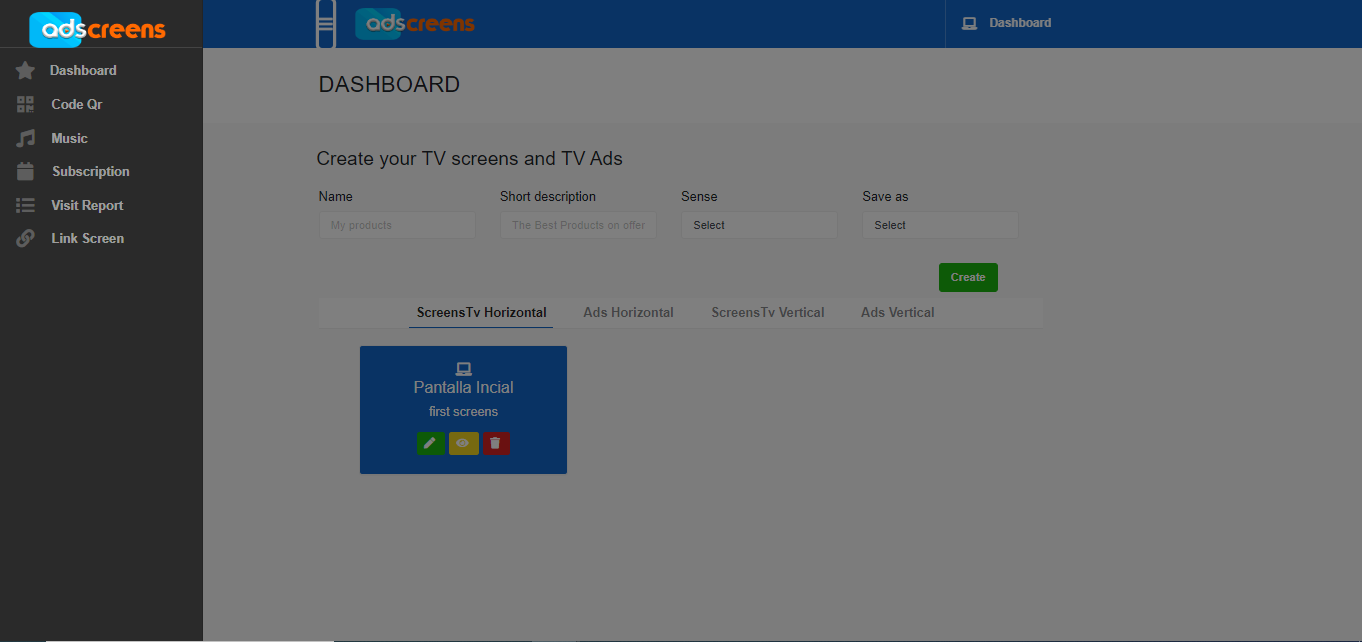 adscreens
Dashboard
Code Qr
Music
Subscription
Visit Report
Link Screen
adscreens
Dashboard
DASHBOARD
Create your TV screens and TV Ads
Name Short description Sense Save as
My products The Best Products on offer Select Select
Create
ScreensTv Horizontal Ads Horizontal ScreensTv Vertical Ads Vertical
Pantalla Incial
first screens